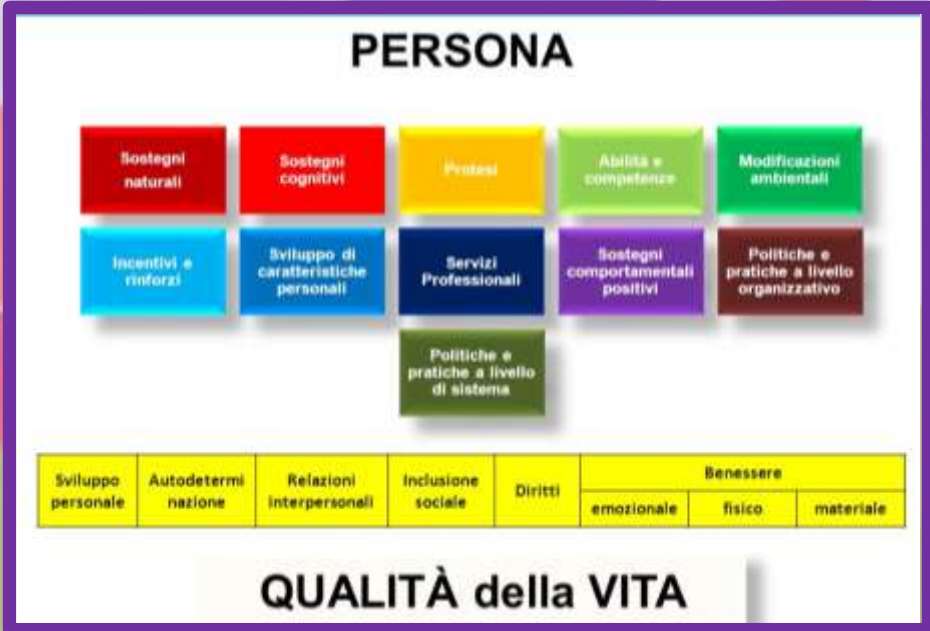 PERSONA
Sostegni
naturali
Sostegni
cognitivi
Protesi
Abilità e
competenze
Modificazioni
ambientali
Incentivi e
rinforzi
Sviluppo di
caratteristiche
personali
Servizi
Professionali
Sostegni
comportamentali
positivi
Politiche e
pratiche a livello
organizzativo
Politiche e
pratiche a livello
di sistema
Sviluppo
personale
Autodetermi
nazione
Relazioni
interpersonali
Inclusione
sociale
Diritti
Benessere
emozionale
fisico
materiale
QUALITÀ della VITA